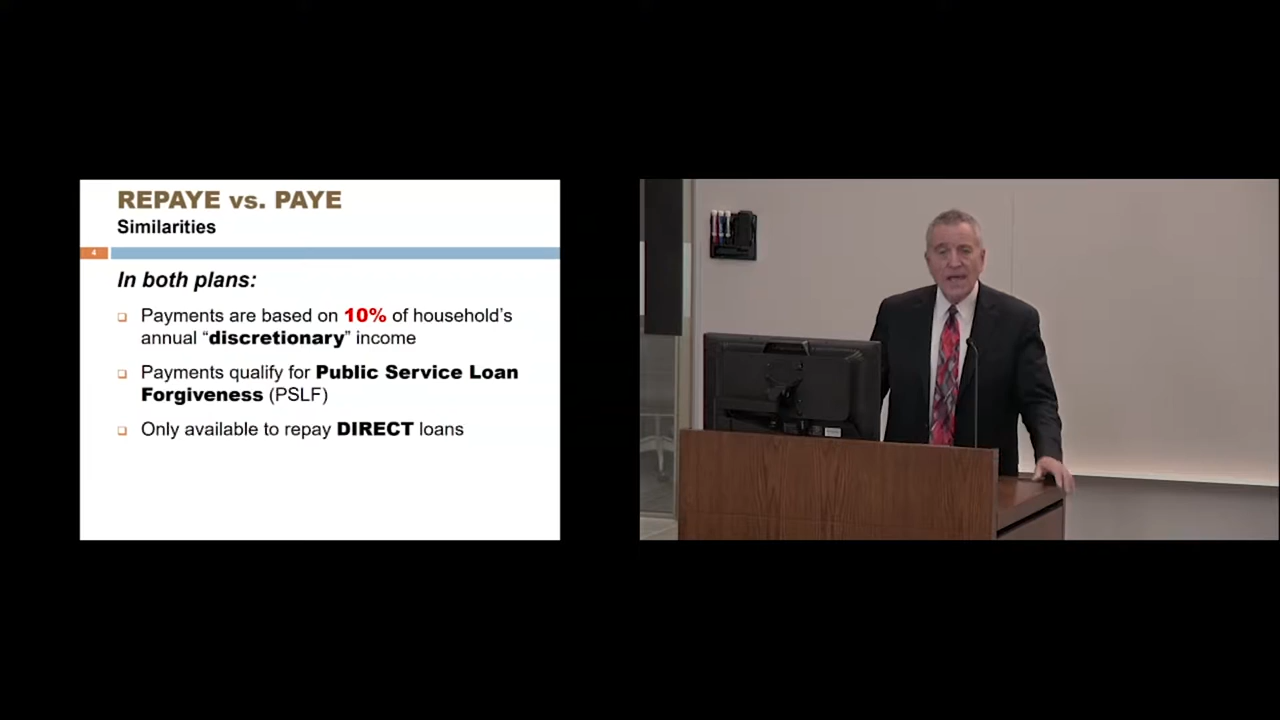 REPAYE vs. PAYE
Similarities
4
In both plans:
Payments are based on 10% of household's
annual "discretionary" income
Payments qualify for Public Service Loan
Forgiveness (PSLF)
Only available to repay DIRECT loans